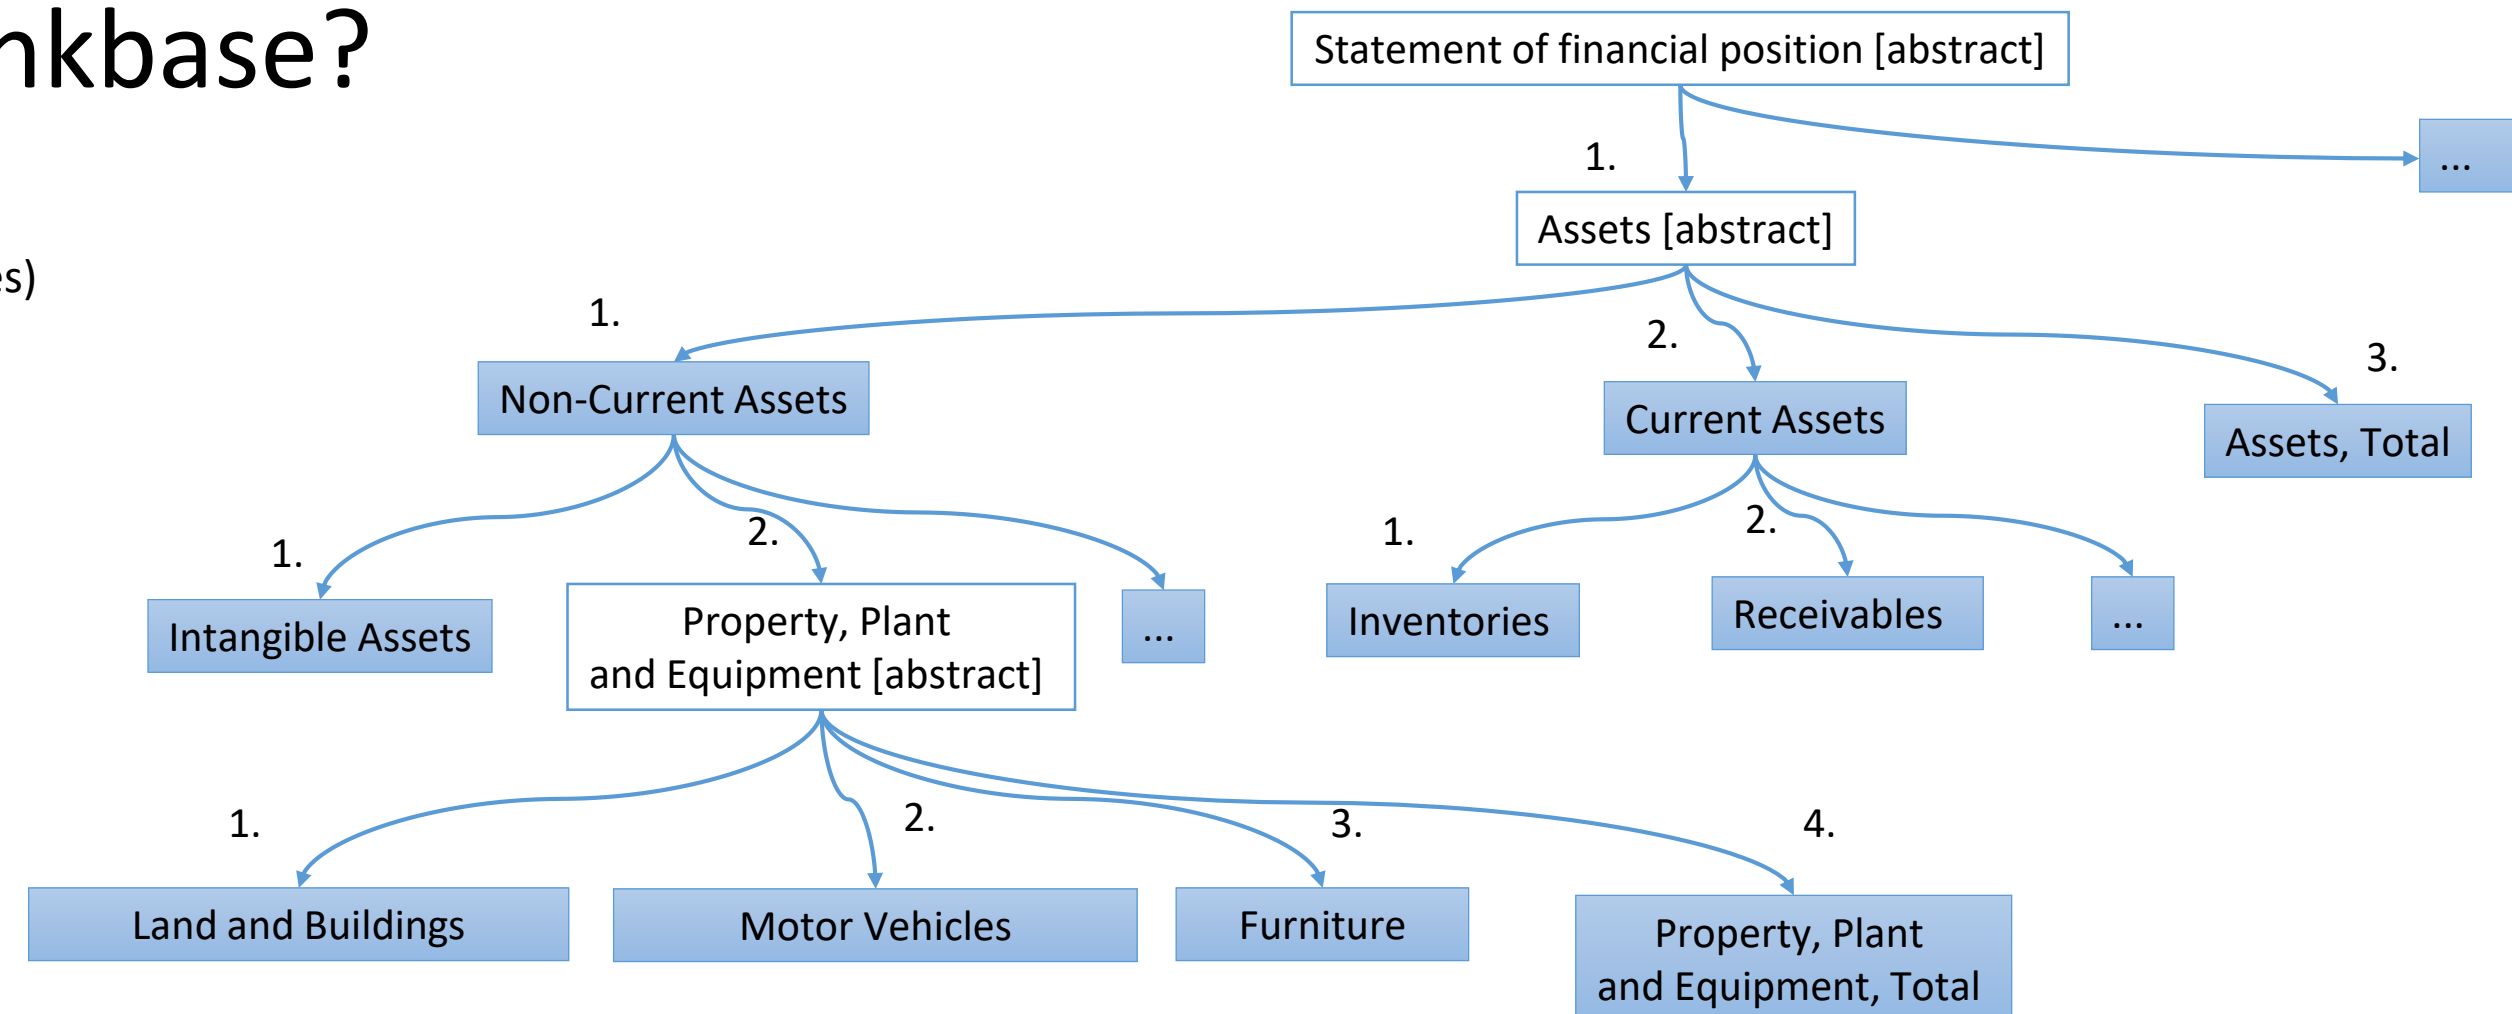 nkbase?
Statement of financial position [abstract]
...
1.
Assets [abstract]
es)
1.
2.
3.
Non-Current Assets
Current Assets
Assets, Total
1.
2.
1.
2.
Intangible Assets
Property, Plant
and Equipment [abstract]
...
Inventories
Receivables
...
1.
2.
3.
4.
Land and Buildings
Motor Vehicles
Furniture
Property, Plant
and Equipment, Total